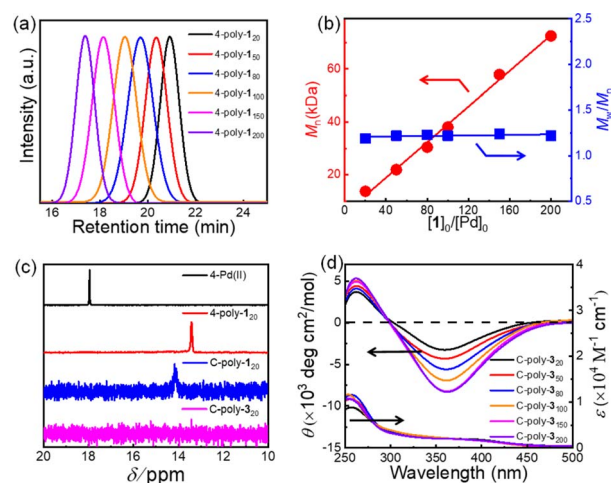 (a)
4-poly-1₂₀
4-poly-1₅₀
4-poly-1₈₀
4-poly-1₁₀₀
4-poly-1₁₅₀
4-poly-1₂₀₀
Intensity (a.u.)
16 18 20 22 24
Retention time (min)
(b)
80
60
40
20
Mₙ(kDa)
2.5
2.0
1.5
1.0
0.5
M_w/Mₙ
0 40 80 120 160 200
[1]₀/[Pd]₀
(c)
4-Pd(II)
4-poly-1₂₀
C-poly-1₂₀
C-poly-3₂₀
20 18 16 14 12 10
δ/ppm
(d)
5
0
-5
-10
-15
θ (×10³ deg cm²/mol)
4
3
2
1
0
ε (×10⁴ M⁻¹ cm⁻¹)
C-poly-3₂₀
C-poly-3₅₀
C-poly-3₈₀
C-poly-3₁₀₀
C-poly-3₁₅₀
C-poly-3₂₀₀
250 300 350 400 450 500
Wavelength (nm)